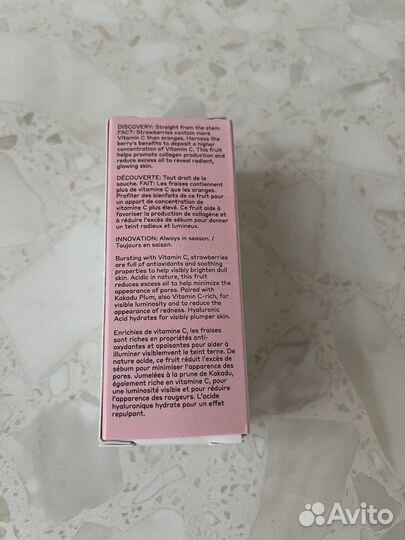 DISCOVERY: Straight from the stem.
FACT: Strawberries contain more
Vitamin C than oranges. Harness the
berry's benefits to deposit a higher
concentration of Vitamin C. This fruit
helps promote collagen production and
reduce excess oil to reveal radiant,
glowing skin.
DÉCOUVERTE: Tout droit de la
souche. FAIT: Les fraises contiennent
plus de vitamine C que les oranges.
Profiter des bienfaits de ce fruit pour
un apport de concentration de
vitamine C plus élevé. Ce fruit aide à
favoriser la production de collagène et
à réduire l'excès de sébum pour donner
un teint radieux et lumineux.
INNOVATION: Always in season. /
Toujours en saison.
Bursting with Vitamin C, strawberries
are full of antioxidants and soothing
properties to help visibly brighten dull
skin. Acidic in nature, this fruit
reduces excess oil to help minimize the
appearance of pores. Paired with
Kakadu Plum, also Vitamin C-rich, for
visible luminosity and to reduce the
appearance of redness. Hyaluronic
Acid hydrates for visibly plumper skin.
Enrichies de vitamine C, les fraises
sont riches en propriétés anti-
oxydantes et apaisantes pour aider à
illuminer visiblement le teint terne. De
nature acide, ce fruit réduit l'excès de
sébum pour minimiser l'apparence des
pores. Jumelées à la prune de Kakadu,
également riche en vitamine C, pour
une luminosité visible et pour réduire
l'apparence des rougeurs. L'acide
hyaluronique hydrate pour un effet
repulpant.
Avito